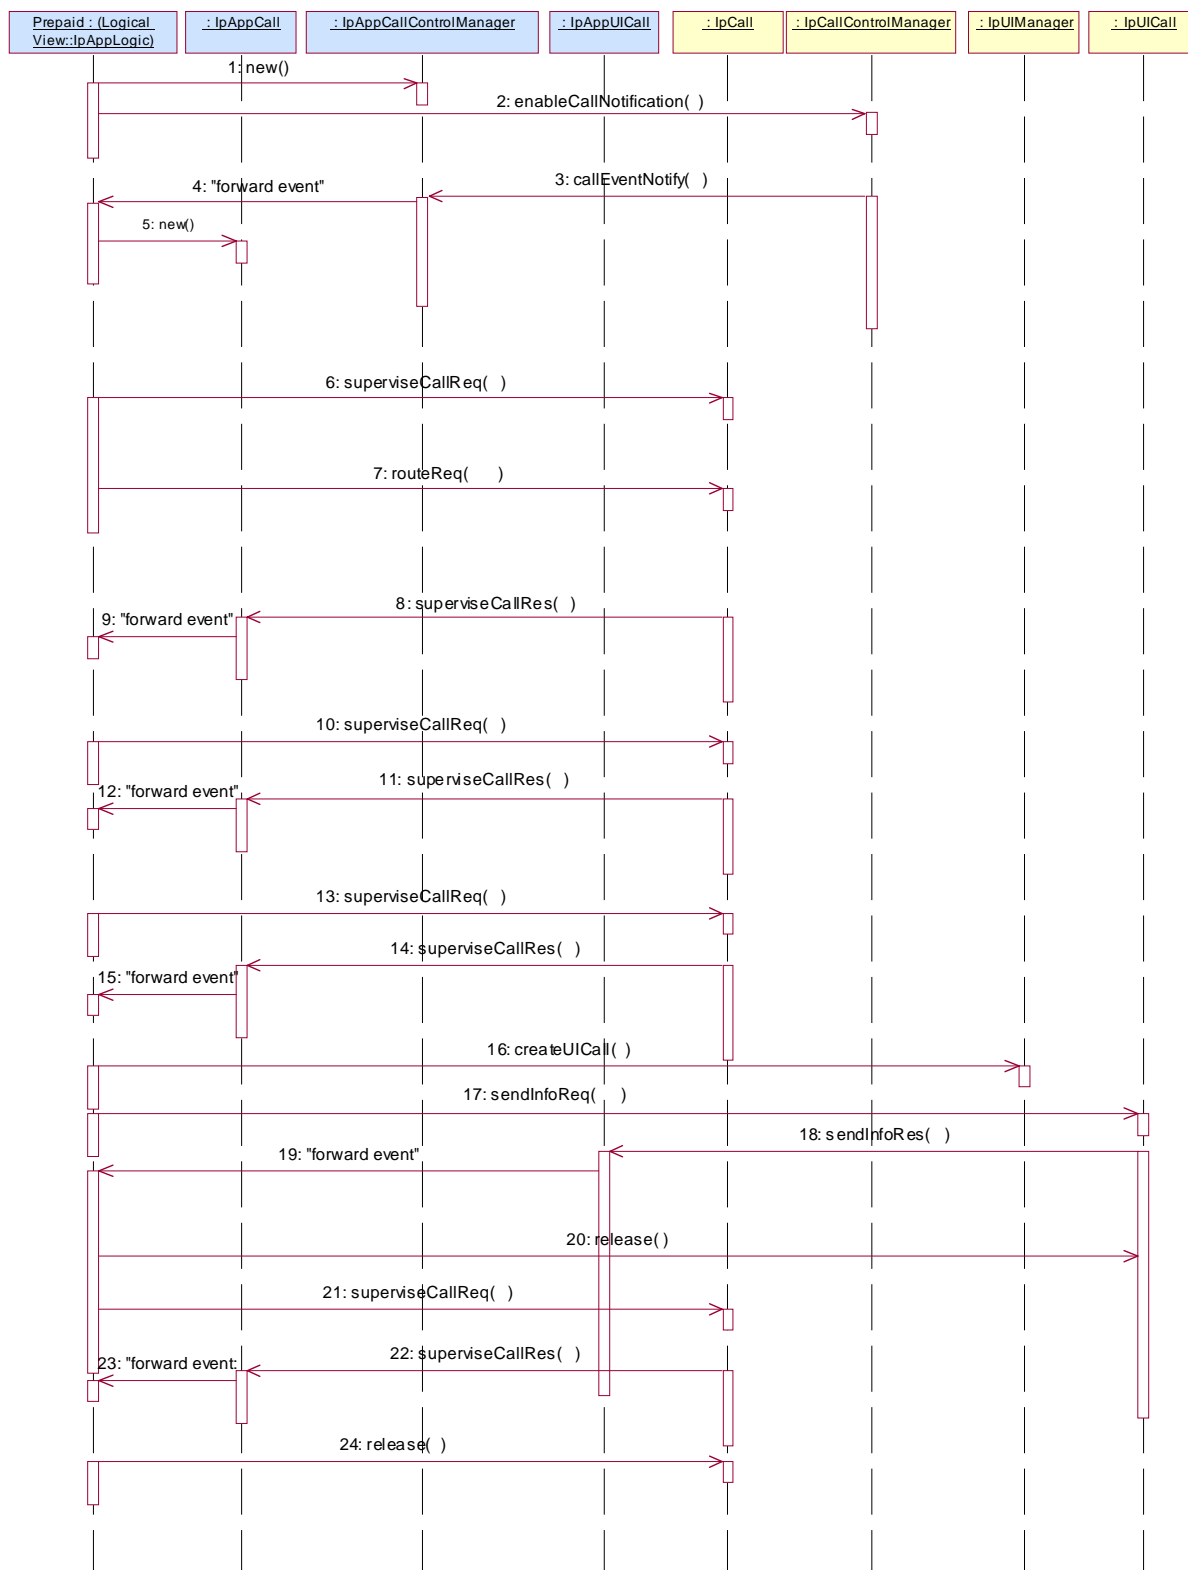 Prepaid : (Logical
View::IpAppLogic)
: IpAppCall
: IpAppCallControlManager
: IpAppUICall
: IpCall
: IpCallControlManager
: IpUIManager
: IpUICall
1: new()
2: enableCallNotification( )
3: callEventNotify( )
4: "forward event"
5: new()
6: superviseCallReq( )
7: routeReq( )
8: superviseCallRes( )
9: "forward event"
10: superviseCallReq( )
11: superviseCallRes( )
12: "forward event"
13: superviseCallReq( )
14: superviseCallRes( )
15: "forward event"
16: createUICall( )
17: sendInfoReq( )
18: sendInfoRes( )
19: "forward event"
20: release( )
21: superviseCallReq( )
22: superviseCallRes( )
23: "forward event:
24: release( )